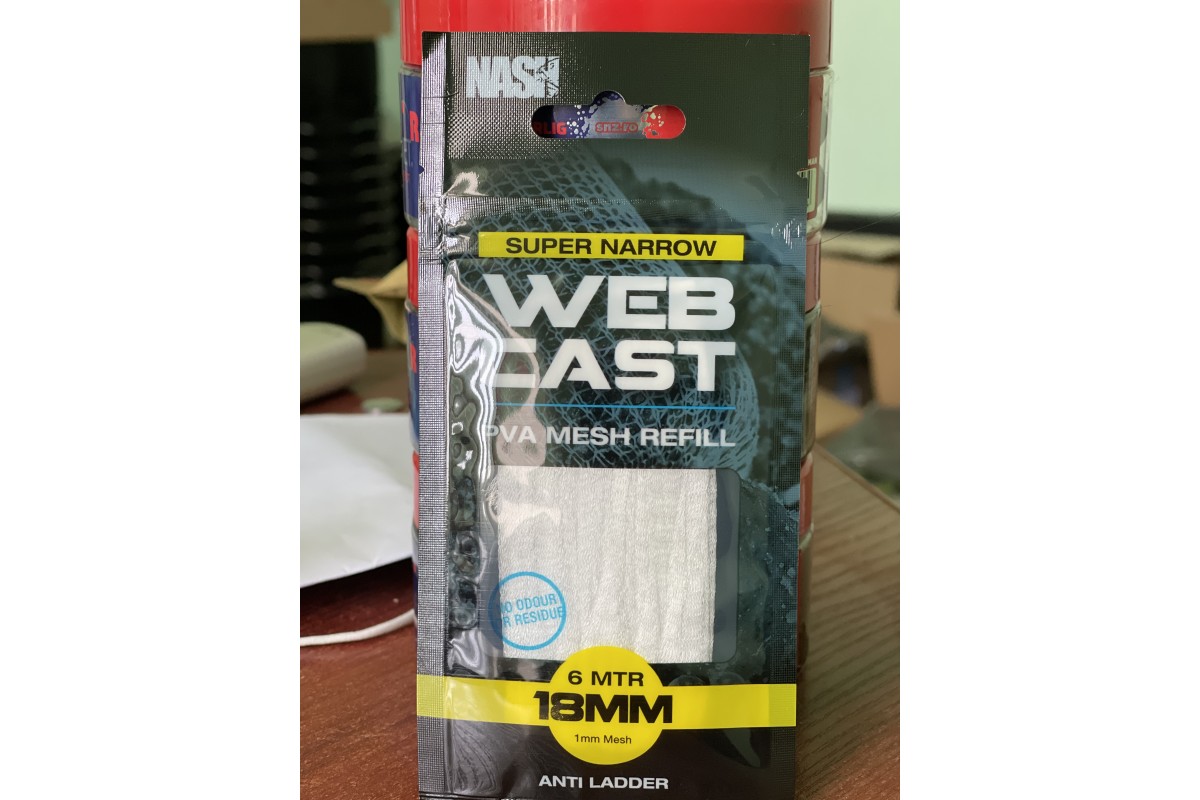 NASH
SUPER NARROW
WEB
CAST
PVA MESH REFILL
NO ODOUR
OR RESIDUE
6 MTR
18MM
1mm Mesh
ANTI LADDER